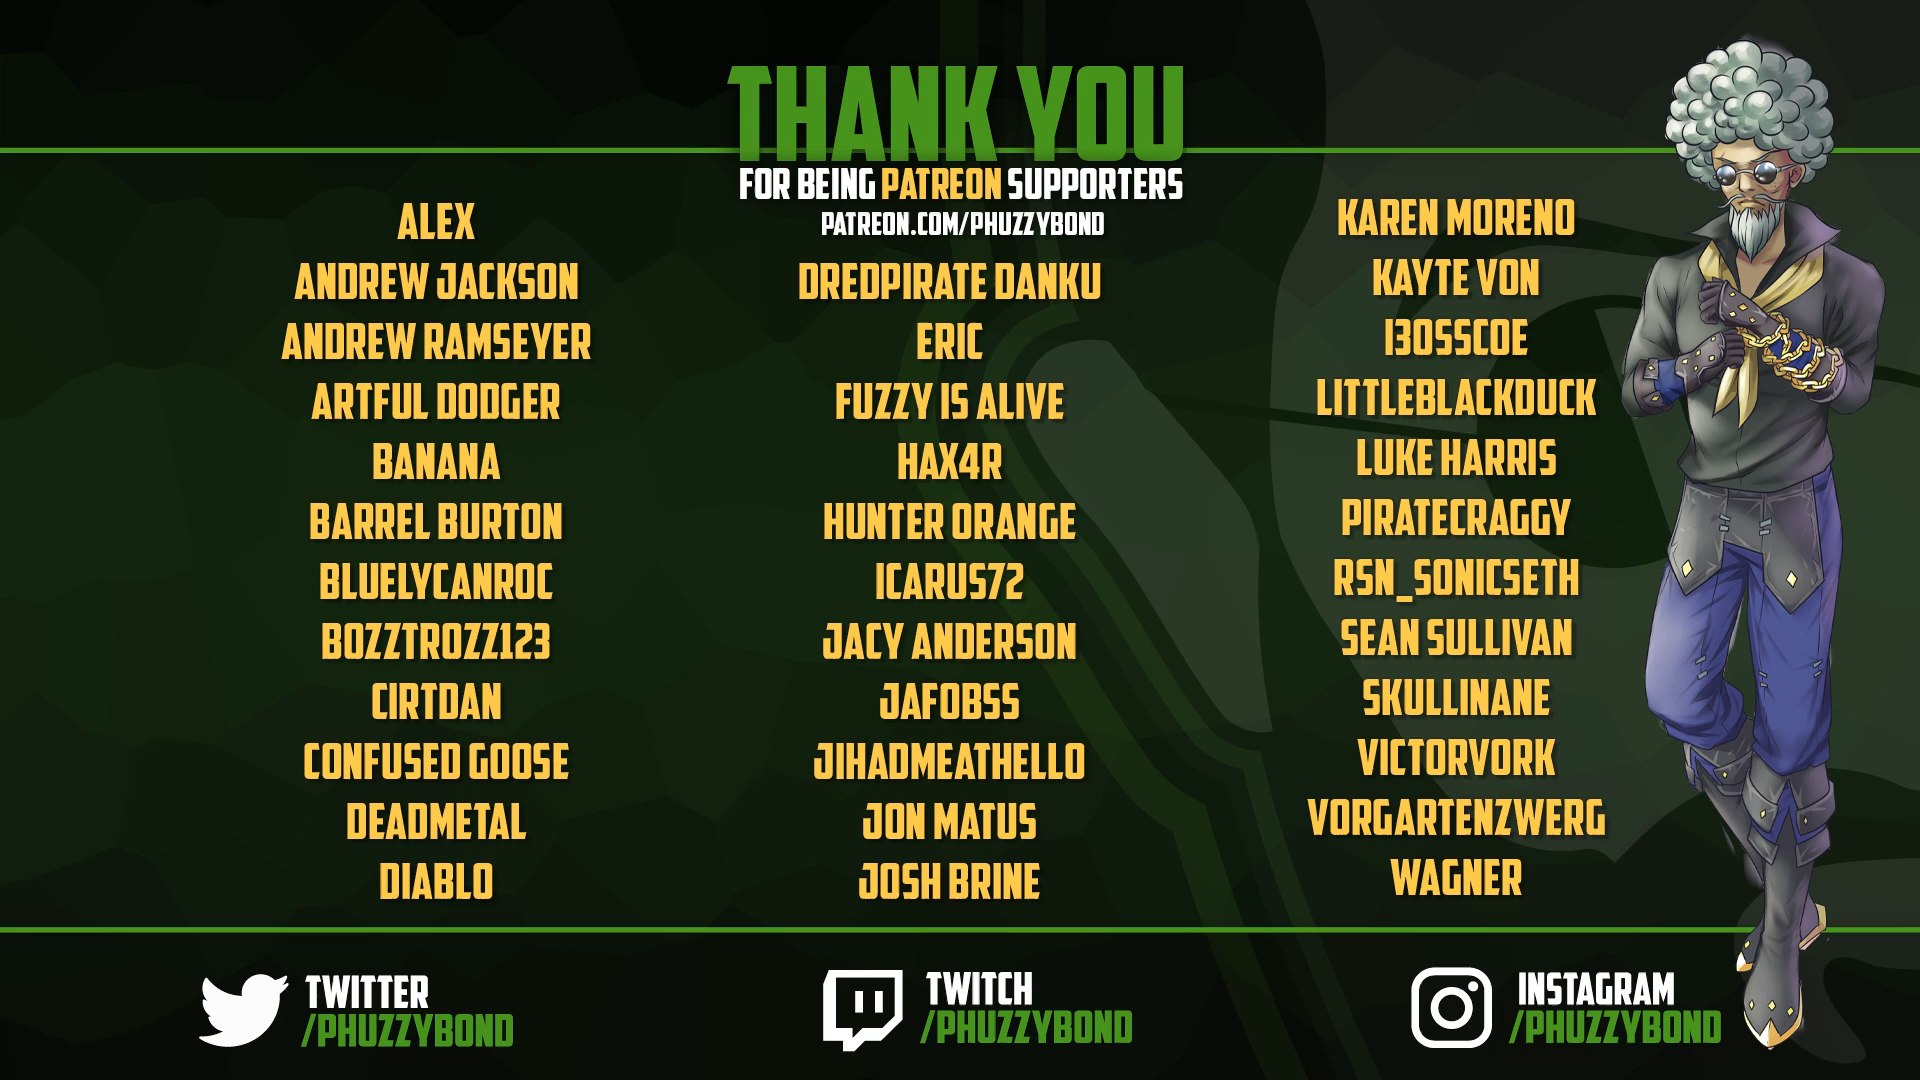 THANK YOU
FOR BEING PATREON SUPPORTERS
PATREON.COM/PHUZZYBOND
ALEX
ANDREW JACKSON
ANDREW RAMSEYER
ARTFUL DODGER
BANANA
BARREL BURTON
BLUELYCANROC
BOZZTROZZ123
CIRTDAN
CONFUSED GOOSE
DEADMETAL
DIABLO
DREDPIRATE DANKU
ERIC
FUZZY IS ALIVE
HAX4R
HUNTER ORANGE
ICARUS72
JACY ANDERSON
JAFOBSS
JIHADMEATHELLO
JON MATUS
JOSH BRINE
KAREN MORENO
KAYTE VON
I3OSSCOE
LITTLEBLACKDUCK
LUKE HARRIS
PIRATECRAGGY
RSN_SONICSETH
SEAN SULLIVAN
SKULLINANE
VICTORVORK
VORGARTENZWERG
WAGNER
TWITTER
/PHUZZYBOND
TWITCH
/PHUZZYBOND
INSTAGRAM
/PHUZZYBOND